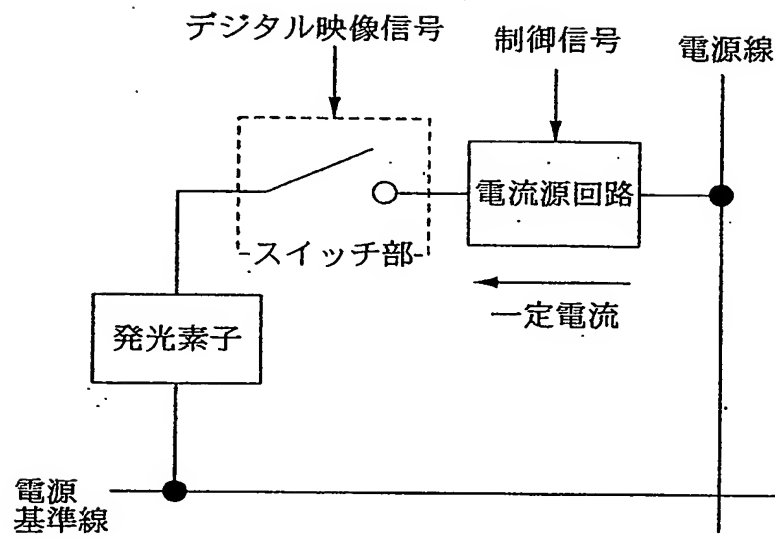 デジタル映像信号
制御信号
電源線
電流源回路
スイッチ部
一定電流
発光素子
電源
基準線